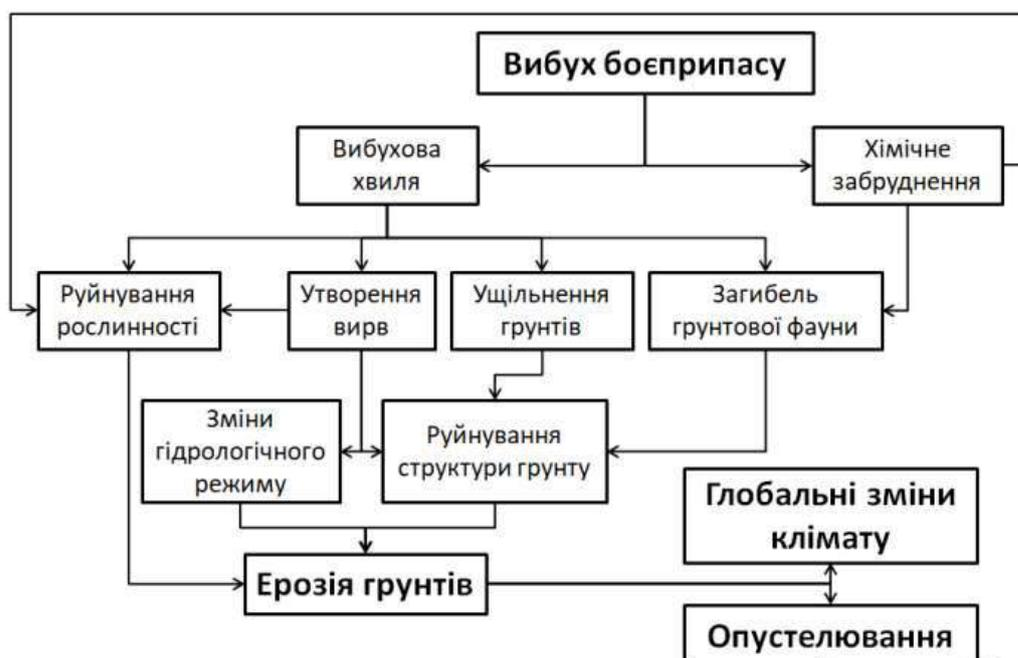 Вибух боєприпасу
Вибухова
хвиля
Хімічне
забруднення
Руйнування
рослинності
Утворення
вирв
Ущільнення
грунтів
Загибель
грунтової фауни
Зміни
гідрологічного
режиму
Руйнування
структури грунту
Глобальні зміни
клімату
Ерозія грунтів
Опустелювання